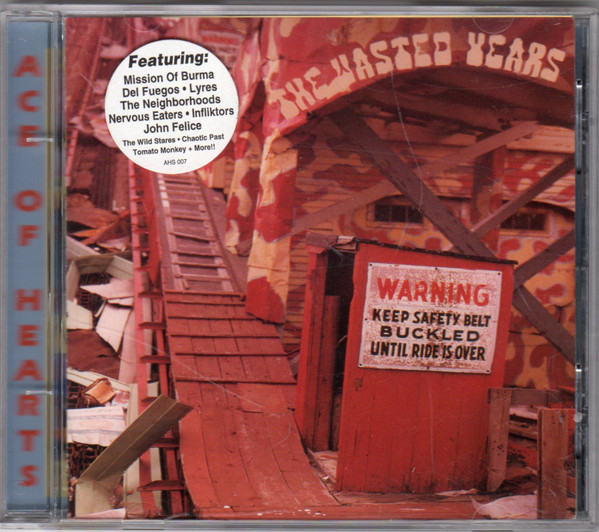 ACE OF HEARTS
THE WASTED YEARS
Featuring:
Mission Of Burma
Del Fuegos • Lyres
The Neighborhoods
Nervous Eaters • Infliktors
John Felice
The Wild Stares • Chaotic Past
Tomato Monkey + More!!
AHS 007
WARNING
KEEP SAFETY BELT
BUCKLED
UNTIL RIDE IS OVER